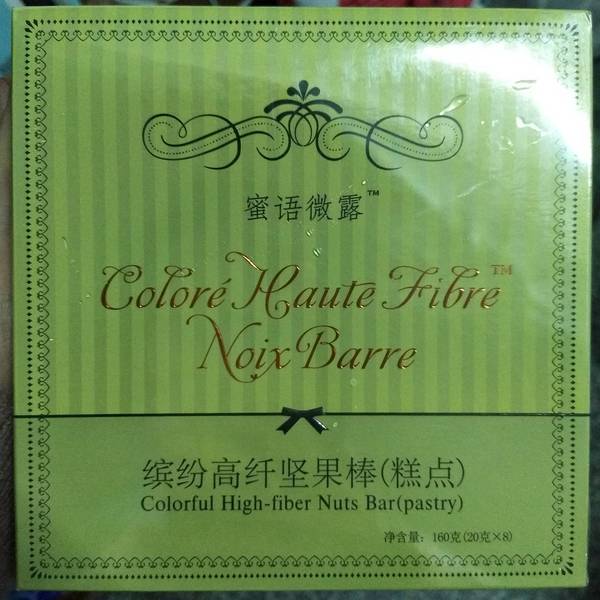 蜜语微露™
Coloré Haute Fibre™
Noix Barre
缤纷高纤坚果棒(糕点)
Colorful High-fiber Nuts Bar(pastry)
净含量：160克(20克×8)